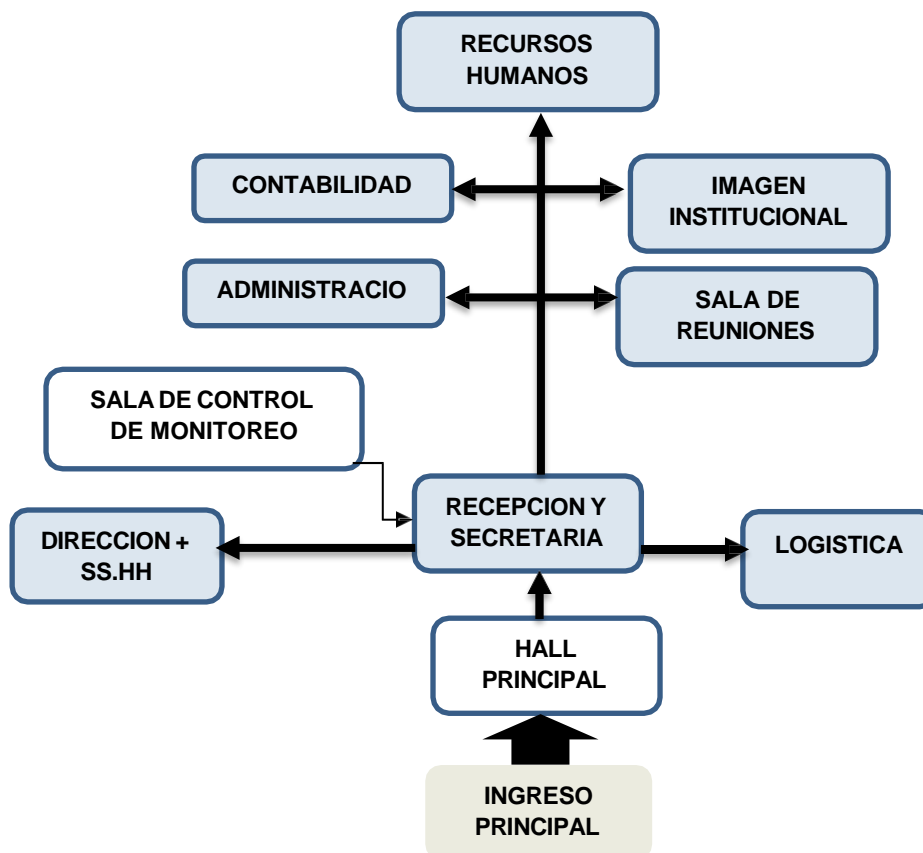 RECURSOS
HUMANOS
CONTABILIDAD
IMAGEN
INSTITUCIONAL
ADMINISTRACIO
SALA DE
REUNIONES
SALA DE CONTROL
DE MONITOREO
RECEPCION Y
SECRETARIA
DIRECCION +
SS.HH
LOGISTICA
HALL
PRINCIPAL
INGRESO
PRINCIPAL